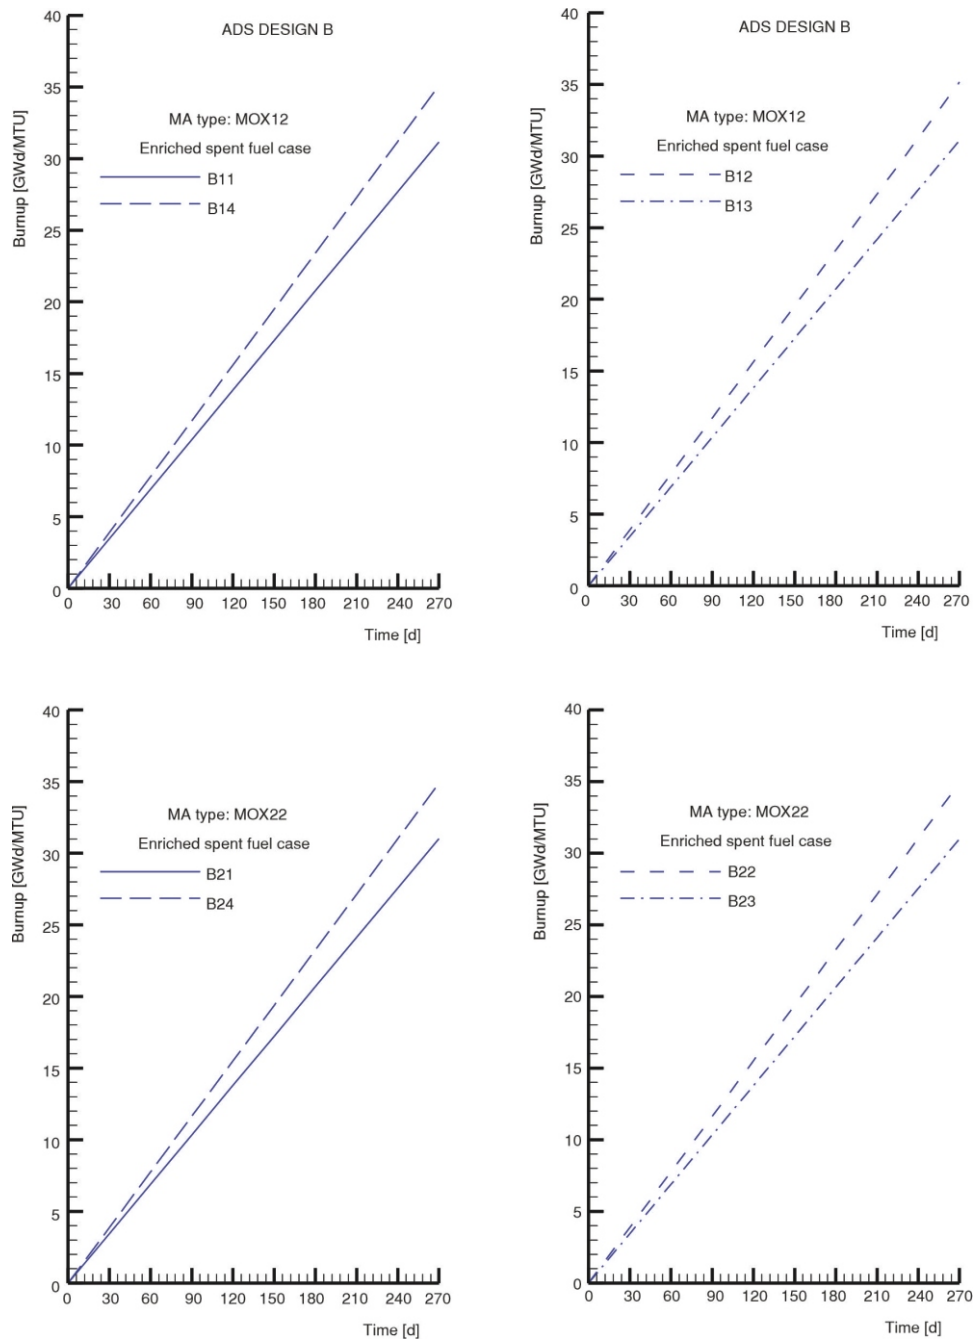 ADS DESIGN B
MA type: MOX12
Enriched spent fuel case
B11
B14
Burnup [GWd/MTU]
40
35
30
25
20
15
10
5
0
0 30 60 90 120 150 180 210 240 270
Time [d]
ADS DESIGN B
MA type: MOX12
Enriched spent fuel case
B12
B13
Burnup [GWd/MTU]
40
35
30
25
20
15
10
5
0
0 30 60 90 120 150 180 210 240 270
Time [d]
MA type: MOX22
Enriched spent fuel case
B21
B24
Burnup [GWd/MTU]
40
35
30
25
20
15
10
5
0
0 30 60 90 120 150 180 210 240 270
Time [d]
MA type: MOX22
Enriched spent fuel case
B22
B23
Burnup [GWd/MTU]
40
35
30
25
20
15
10
5
0
0 30 60 90 120 150 180 210 240 270
Time [d]